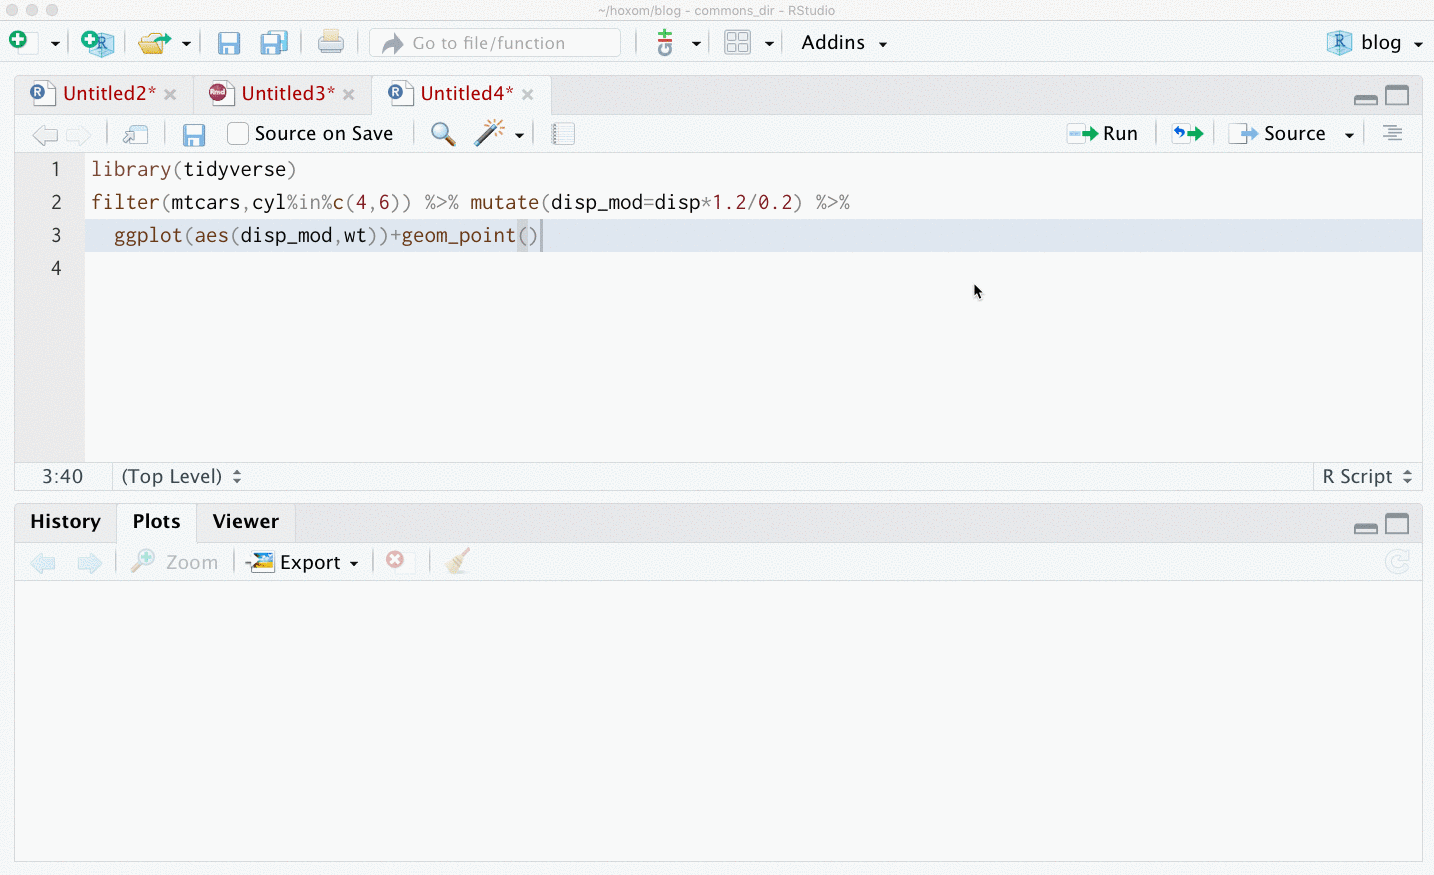 ~/hoxom/blog - commons_dir - RStudio
Go to file/function
Addins
R blog
Untitled2*
Untitled3*
Untitled4*
Source on Save
Run
Source
1 library(tidyverse)
2 filter(mtcars,cyl%in%c(4,6)) %>% mutate(disp_mod=disp*1.2/0.2) %>%
3 ggplot(aes(disp_mod,wt))+geom_point()
4
3:40
(Top Level)
R Script
History
Plots
Viewer
Zoom
Export